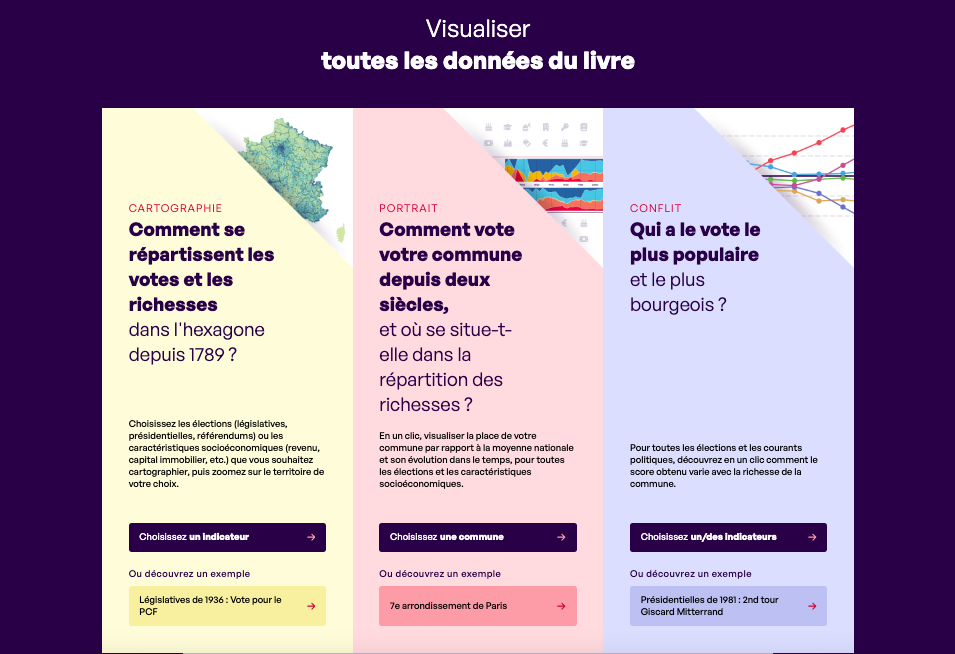 Visualiser
toutes les données du livre
CARTOGRAPHIE
Comment se
répartissent les
votes et les
richesses
dans l'hexagone
depuis 1789 ?
Choisissez les élections (législatives,
présidentielles, référendums) ou les
caractéristiques socioéconomiques (revenu,
capital immobilier, etc.) que vous souhaitez
cartographier, puis zoomez sur le territoire de
votre choix.
Choisissez un indicateur →
Ou découvrez un exemple
Législatives de 1936 : Vote pour le
PCF →
PORTRAIT
Comment vote
votre commune
depuis deux
siècles,
et où se situe-t-
elle dans la
répartition des
richesses ?
En un clic, visualiser la place de votre
commune par rapport à la moyenne nationale
et son évolution dans le temps, pour toutes
les élections et les caractéristiques
socioéconomiques.
Choisissez une commune →
Ou découvrez un exemple
7e arrondissement de Paris →
CONFLIT
Qui a le vote le
plus populaire
et le plus
bourgeois ?
Pour toutes les élections et les courants
politiques, découvrez en un clic comment le
score obtenu varie avec la richesse de la
commune.
Choisissez un/des indicateurs →
Ou découvrez un exemple
Présidentielles de 1981 : 2nd tour
Giscard Mitterrand →